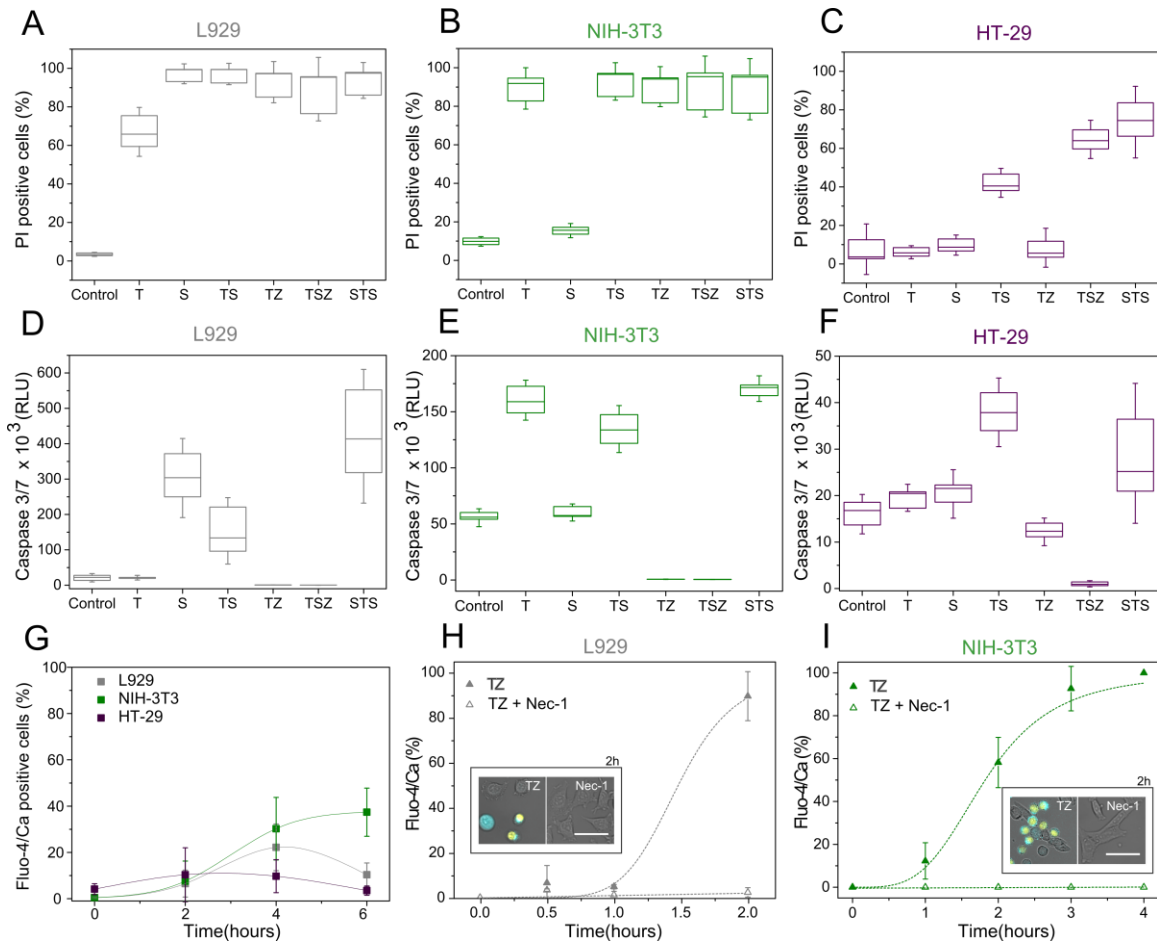 A
L929
PI positive cells (%)
100
80
60
40
20
0
Control T S TS TZ TSZ STS
B
NIH-3T3
PI positive cells (%)
100
80
60
40
20
0
Control T S TS TZ TSZ STS
C
HT-29
PI positive cells (%)
100
80
60
40
20
0
Control T S TS TZ TSZ STS
D
L929
Caspase 3/7 x 10³ (RLU)
600
500
400
300
200
100
0
Control T S TS TZ TSZ STS
E
NIH-3T3
Caspase 3/7 x 10³ (RLU)
200
150
100
50
0
Control T S TS TZ TSZ STS
F
HT-29
Caspase 3/7 x 10³ (RLU)
50
40
30
20
10
0
Control T S TS TZ TSZ STS
G
Fluo-4/Ca positive cells (%)
100
80
60
40
20
0
L929
NIH-3T3
HT-29
0 2 4 6
Time(hours)
H
L929
Fluo-4/Ca (%)
100
80
60
40
20
0
TZ
TZ + Nec-1
2h
TZ Nec-1
0.0 0.5 1.0 1.5 2.0
Time(hours)
I
NIH-3T3
Fluo-4/Ca (%)
100
80
60
40
20
0
TZ
TZ + Nec-1
2h
TZ Nec-1
0 1 2 3 4
Time(hours)